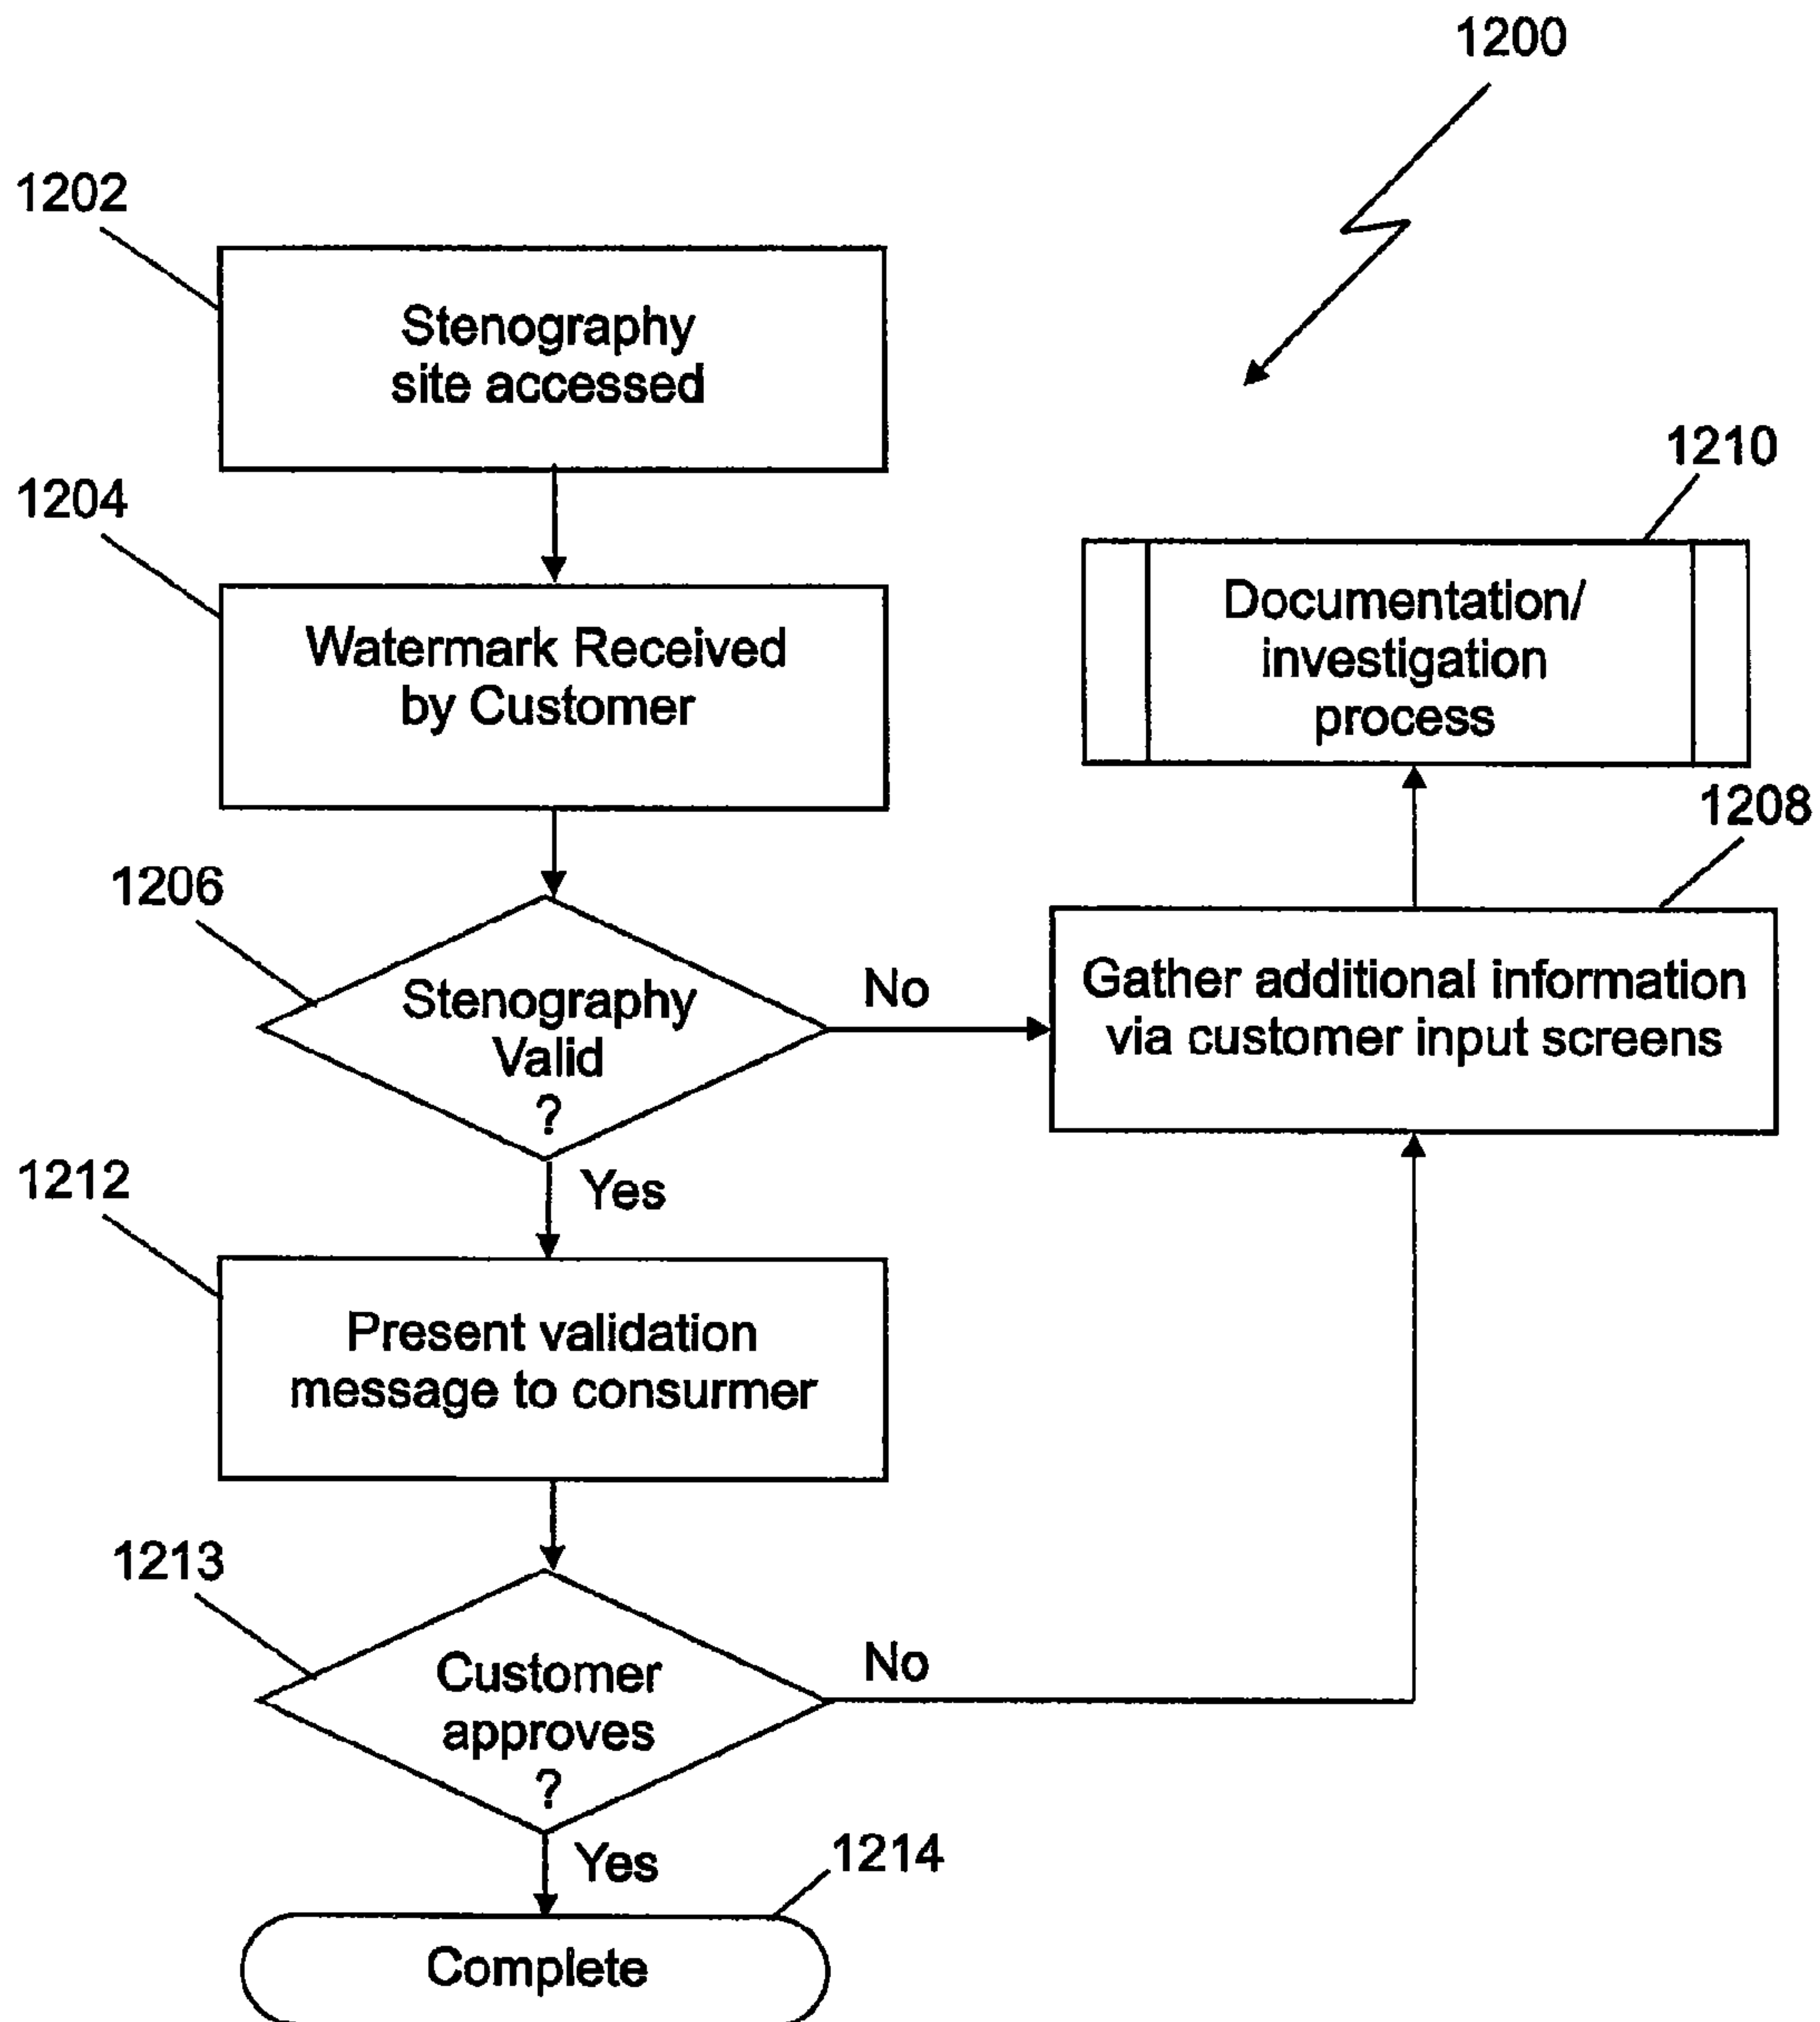 1200
1202
Stenography
site accessed
1204
Watermark Received
by Customer
1210
Documentation/
investigation
process
1208
Gather additional information
via customer input screens
1206
Stenography
Valid
?
No
Yes
1212
Present validation
message to consurmer
1213
Customer
approves
?
No
Yes
1214
Complete